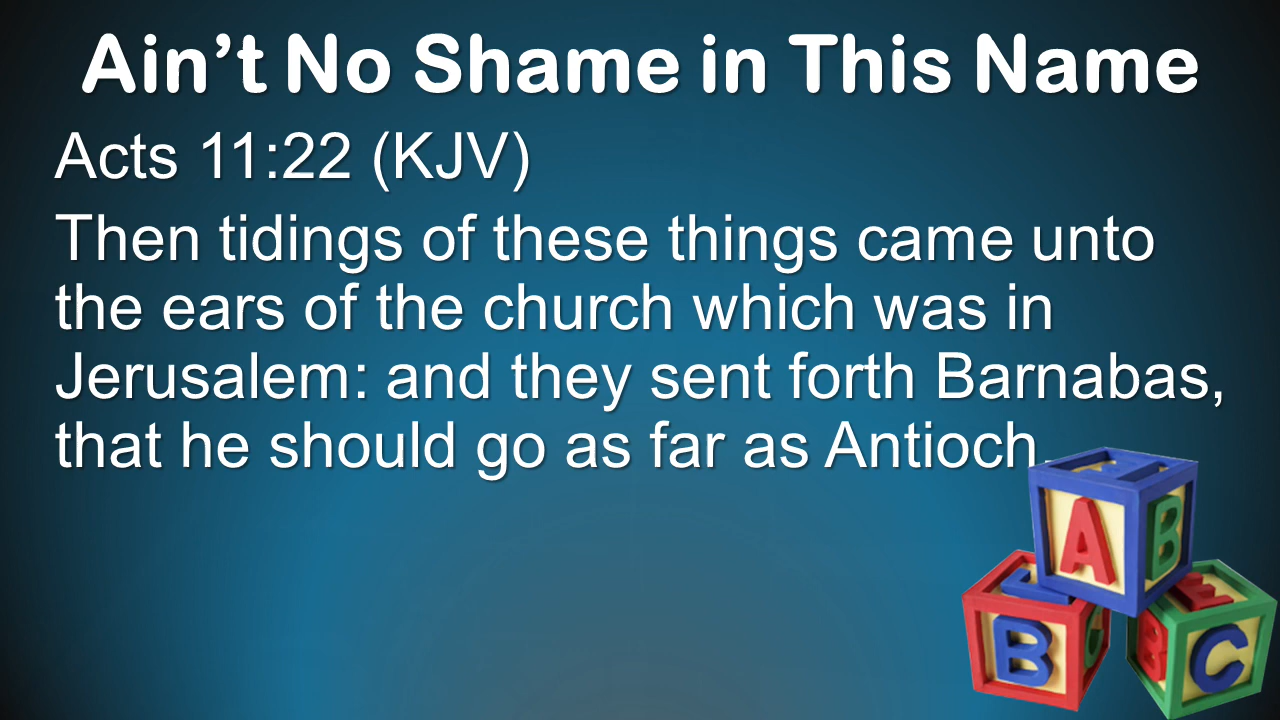 Ain’t No Shame in This Name
Acts 11:22 (KJV)
Then tidings of these things came unto
the ears of the church which was in
Jerusalem: and they sent forth Barnabas,
that he should go as far as Antioch.
A B
B C B C